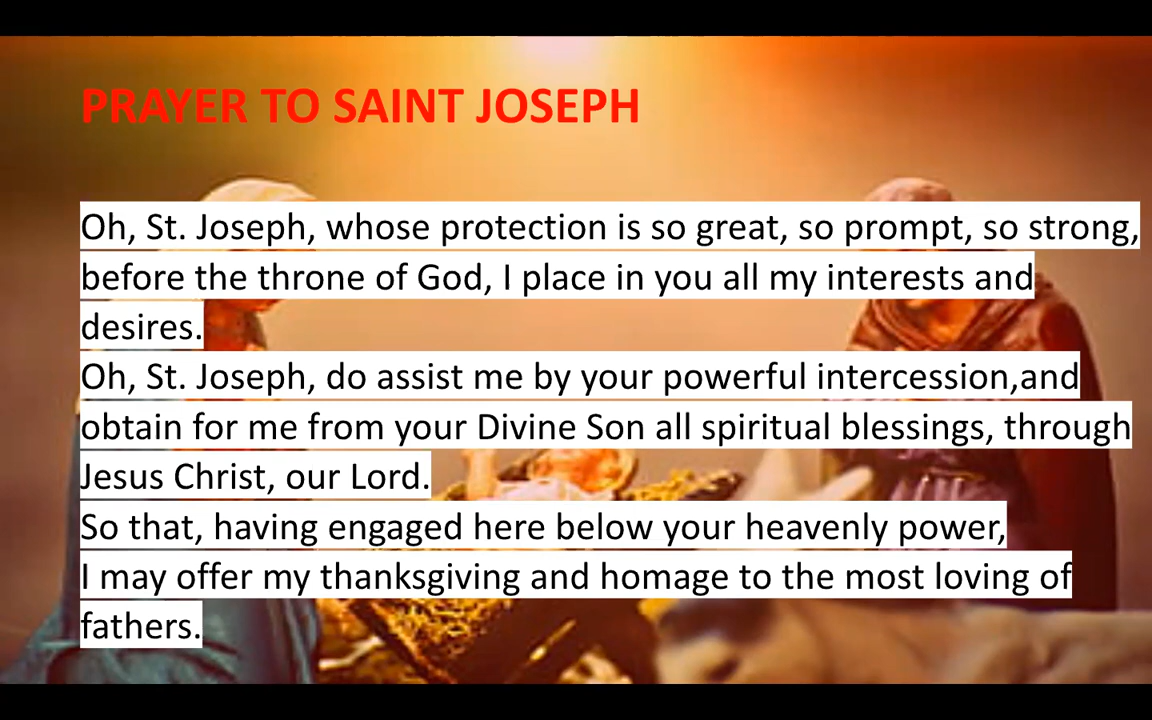 PRAYER TO SAINT JOSEPH
Oh, St. Joseph, whose protection is so great, so prompt, so strong,
before the throne of God, I place in you all my interests and
desires.
Oh, St. Joseph, do assist me by your powerful intercession,and
obtain for me from your Divine Son all spiritual blessings, through
Jesus Christ, our Lord.
So that, having engaged here below your heavenly power,
I may offer my thanksgiving and homage to the most loving of
fathers.